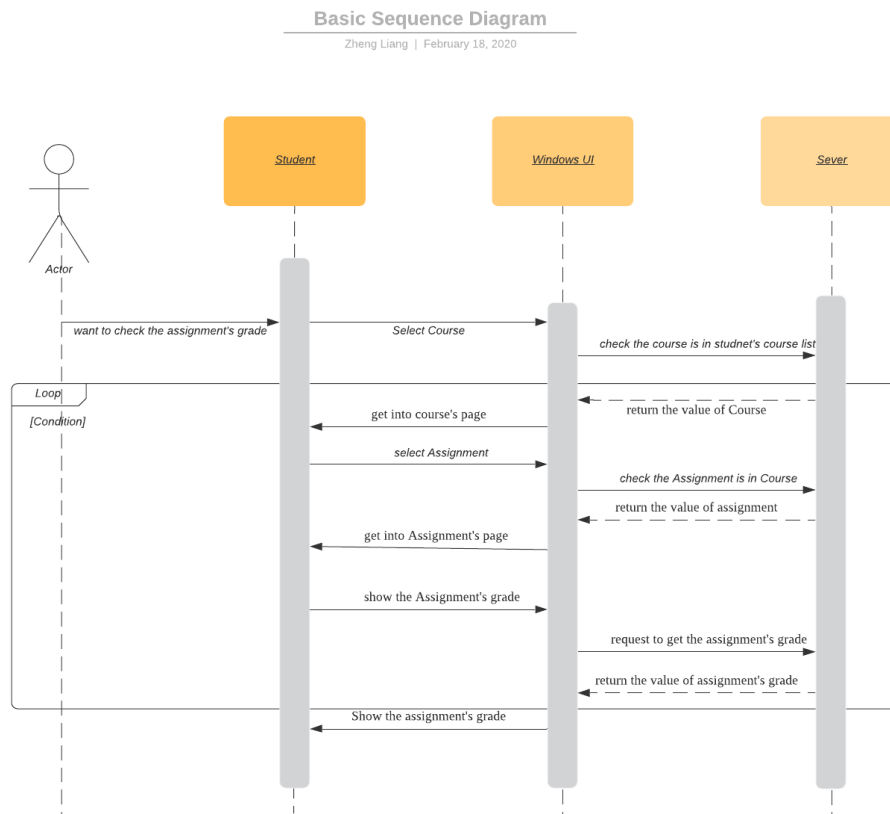 Basic Sequence Diagram
Zheng Liang | February 18, 2020
Student
Windows UI
Sever
Actor
want to check the assignment's grade
Select Course
check the course is in studnet's course list
Loop
[Condition]
return the value of Course
get into course's page
select Assignment
check the Assignment is in Course
return the value of assignment
get into Assignment's page
show the Assignment's grade
request to get the assignment's grade
return the value of assignment's grade
Show the assignment's grade